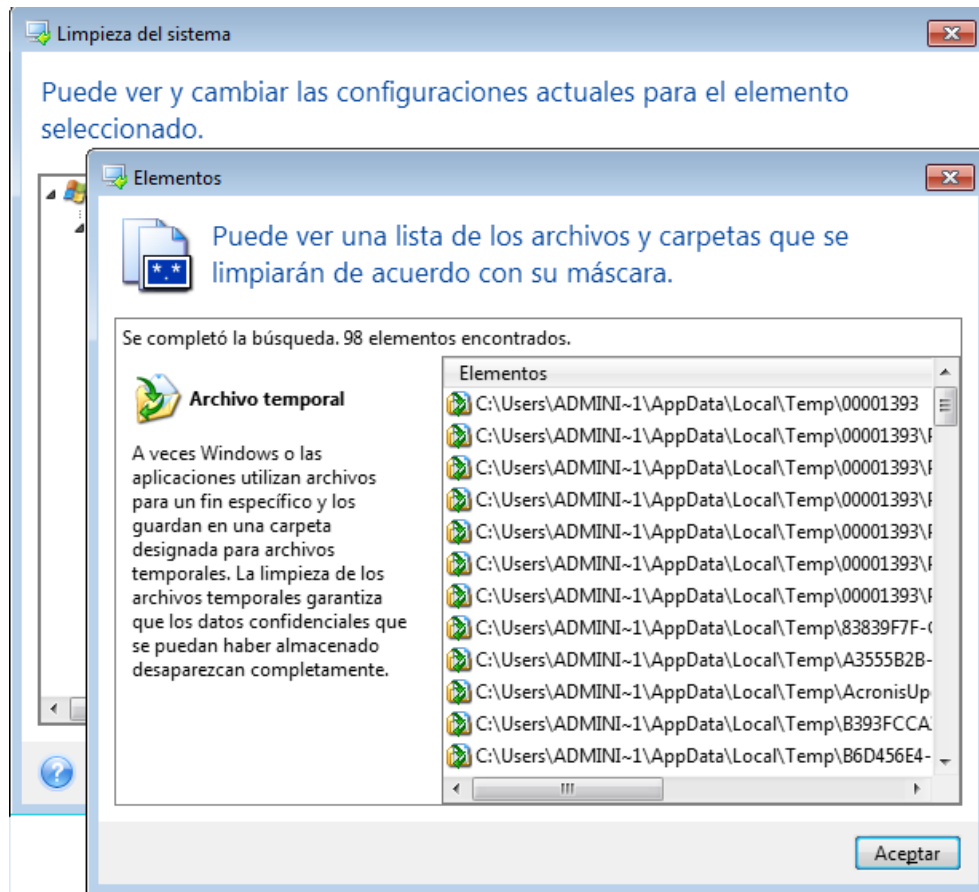 Limpieza del sistema
Puede ver y cambiar las configuraciones actuales para el elemento
seleccionado.
Elementos
Puede ver una lista de los archivos y carpetas que se
limpiarán de acuerdo con su máscara.
*.*
Se completó la búsqueda. 98 elementos encontrados.
Archivo temporal
A veces Windows o las
aplicaciones utilizan archivos
para un fin específico y los
guardan en una carpeta
designada para archivos
temporales. La limpieza de los
archivos temporales garantiza
que los datos confidenciales que
se puedan haber almacenado
desaparezcan completamente.
Elementos
C:\Users\ADMINI~1\AppData\Local\Temp\00001393
C:\Users\ADMINI~1\AppData\Local\Temp\00001393\
C:\Users\ADMINI~1\AppData\Local\Temp\00001393\
C:\Users\ADMINI~1\AppData\Local\Temp\00001393\
C:\Users\ADMINI~1\AppData\Local\Temp\00001393\
C:\Users\ADMINI~1\AppData\Local\Temp\00001393\
C:\Users\ADMINI~1\AppData\Local\Temp\00001393\
C:\Users\ADMINI~1\AppData\Local\Temp\83839F7F-
C:\Users\ADMINI~1\AppData\Local\Temp\A3555B2B-
C:\Users\ADMINI~1\AppData\Local\Temp\AcronisUp
C:\Users\ADMINI~1\AppData\Local\Temp\B393FCCA
C:\Users\ADMINI~1\AppData\Local\Temp\B6D456E4-
Aceptar